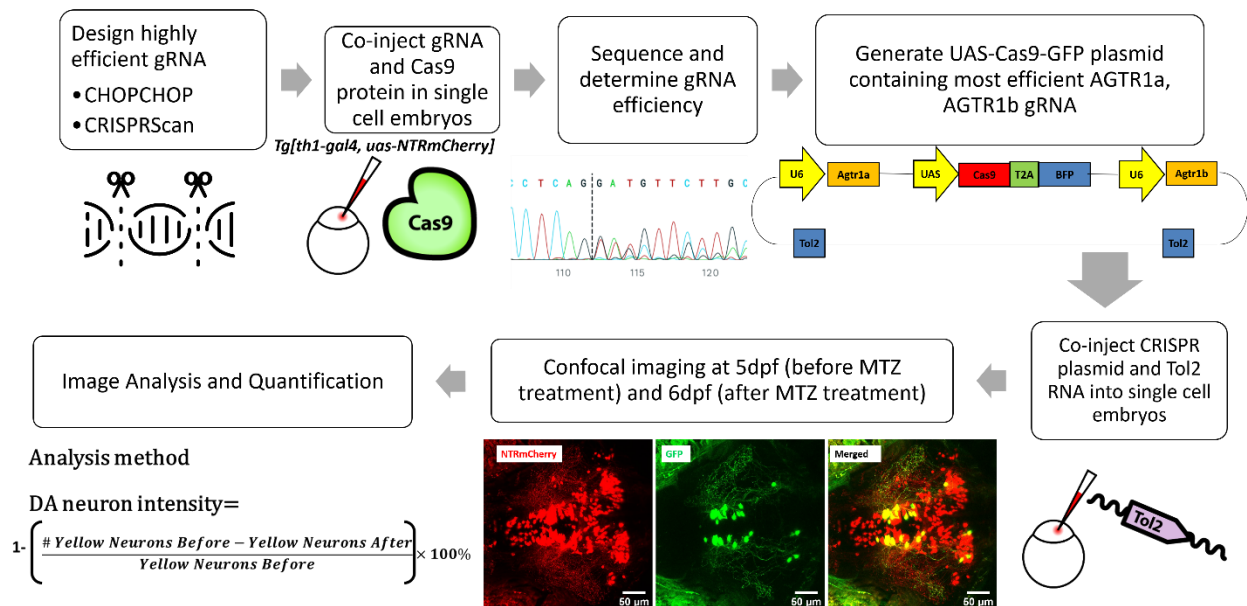 Design highly
efficient gRNA
• CHOPCHOP
• CRISPRScan
Co-inject gRNA
and Cas9
protein in single
cell embryos
Tg[th1-gal4, uas-NTRmCherry]
Cas9
Sequence and
determine gRNA
efficiency
C C T C A G G A T G T T C T T G C
110 115 120
Generate UAS-Cas9-GFP plasmid
containing most efficient AGTR1a,
AGTR1b gRNA
U6 Agtr1a UAS Cas9 T2A BFP U6 Agtr1b
Tol2 Tol2
Co-inject CRISPR
plasmid and Tol2
RNA into single cell
embryos
Tol2
Confocal imaging at 5dpf (before MTZ
treatment) and 6dpf (after MTZ treatment)
NTRmCherry GFP Merged
50 µm 50 µm 50 µm
Image Analysis and Quantification
Analysis method
DA neuron intensity=
1- ( # Yellow Neurons Before − Yellow Neurons After
Yellow Neurons Before ) × 100%